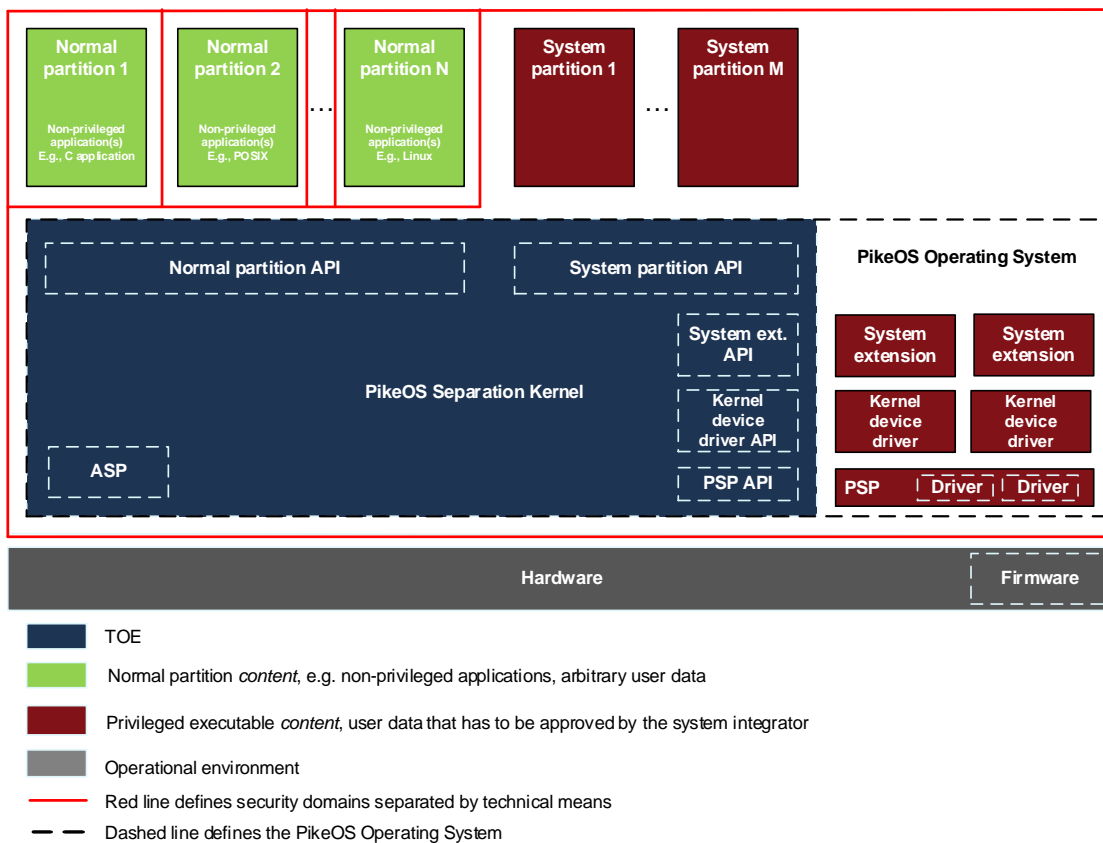 Normal
partition 1
Non-privileged
application(s)
E.g., C application
Normal
partition 2
Non-privileged
application(s)
E.g., POSIX
...
Normal
partition N
Non-privileged
application(s)
E.g., Linux
System
partition 1
...
System
partition M
Normal partition API
System partition API
PikeOS Operating System
System ext.
API
System
extension
System
extension
PikeOS Separation Kernel
Kernel
device
driver API
Kernel
device
driver
Kernel
device
driver
ASP
PSP API
PSP
Driver
Driver
Hardware
Firmware
TOE
Normal partition content, e.g. non-privileged applications, arbitrary user data
Privileged executable content, user data that has to be approved by the system integrator
Operational environment
Red line defines security domains separated by technical means
Dashed line defines the PikeOS Operating System